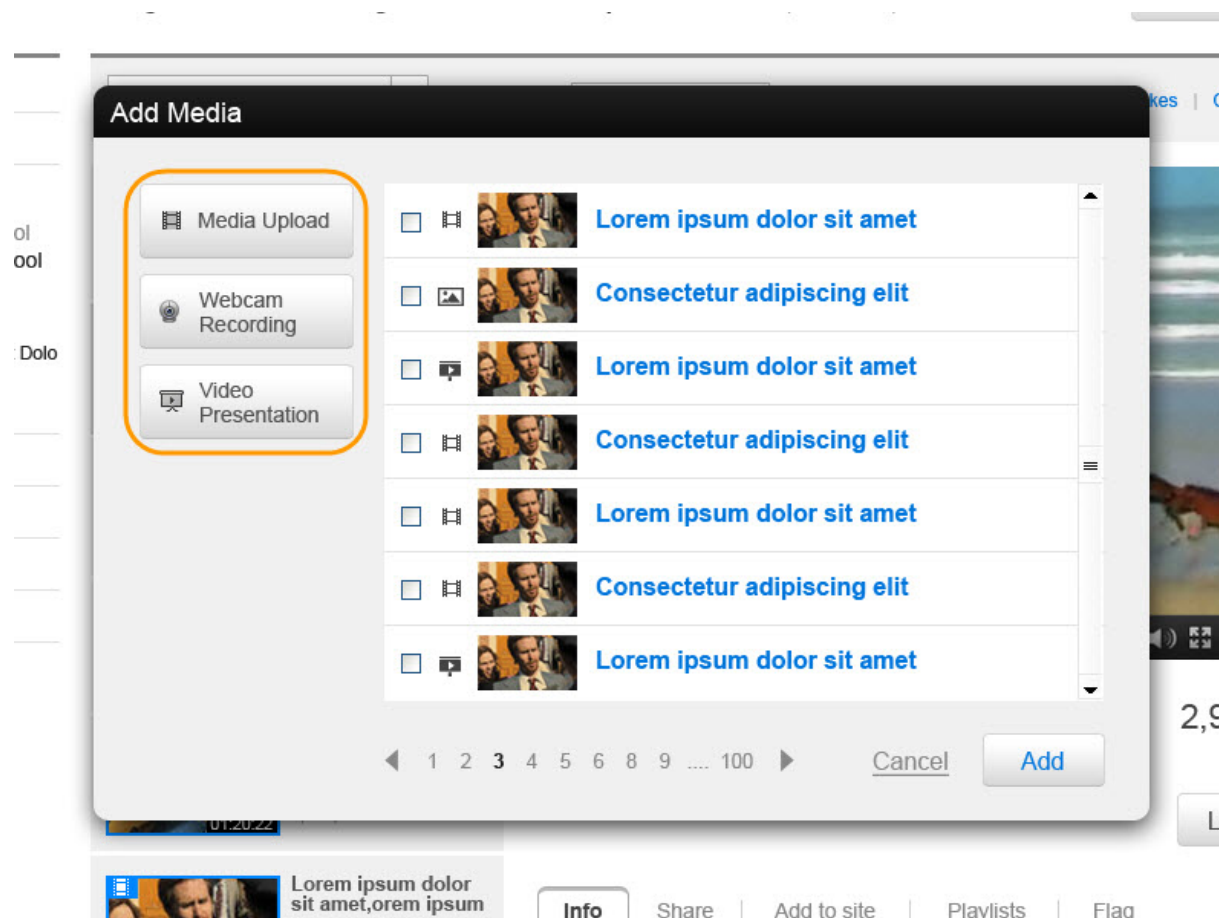 Add Media
kes |
ol
ool
Dolo
Media Upload
Webcam
Recording
Video
Presentation
Lorem ipsum dolor sit amet
Consectetur adipiscing elit
Lorem ipsum dolor sit amet
Consectetur adipiscing elit
Lorem ipsum dolor sit amet
Consectetur adipiscing elit
Lorem ipsum dolor sit amet
1 2 3 4 5 6 8 9 .... 100
Cancel
Add
2,9
L
01:20:22
Lorem ipsum dolor
sit amet,orem ipsum
Info Share | Add to site | Playlists | Flag